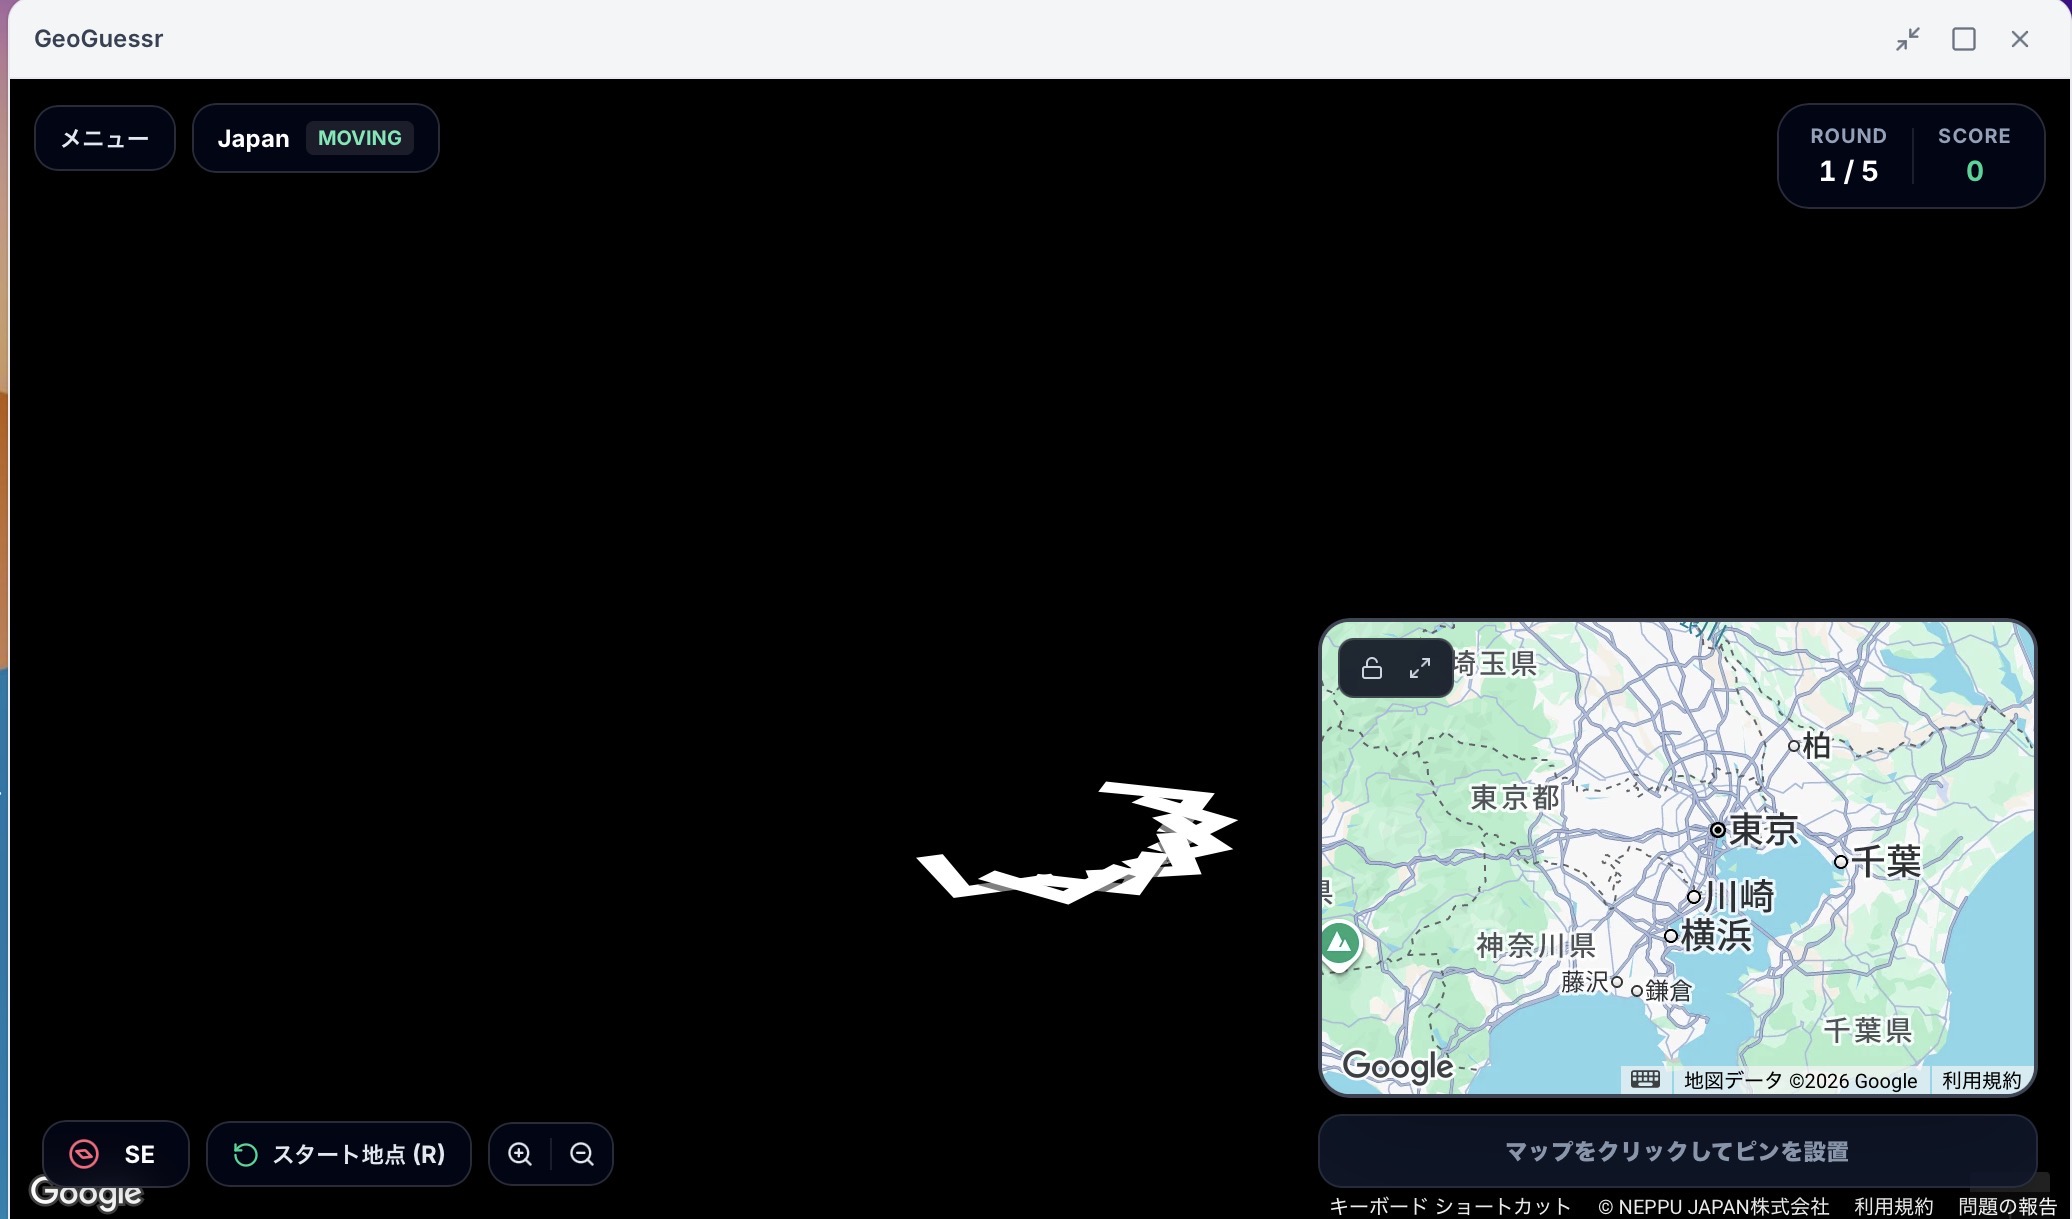 GeoGuessr
メニュー
Japan MOVING
ROUND
1 / 5
SCORE
0
埼玉県
柏
東京都
東京
千葉
川崎
横浜
神奈川県
藤沢
鎌倉
千葉県
Google
地図データ ©2026 Google
利用規約
SE
スタート地点 (R)
マップをクリックしてピンを設置
Google
キーボード ショートカット
© NEPPU JAPAN株式会社
利用規約
問題の報告